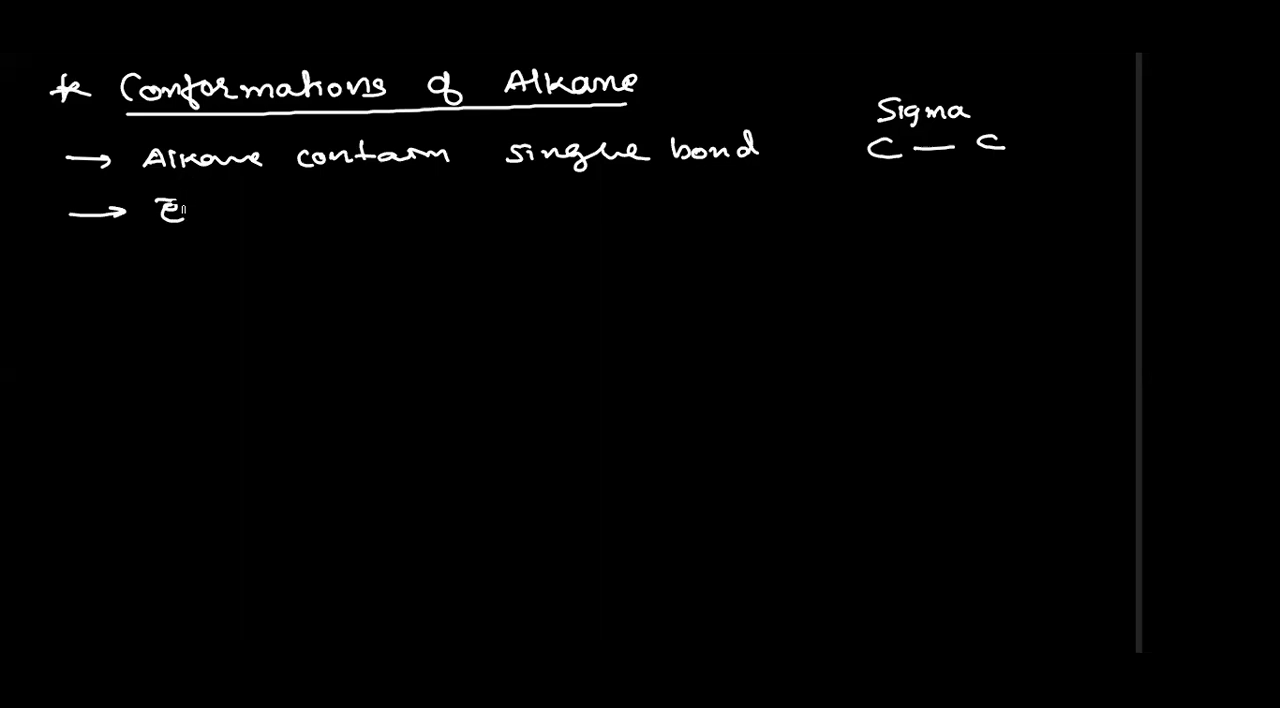 * Conformations of Alkane
→ Alkane contain single bond
Sigma
C — C
→